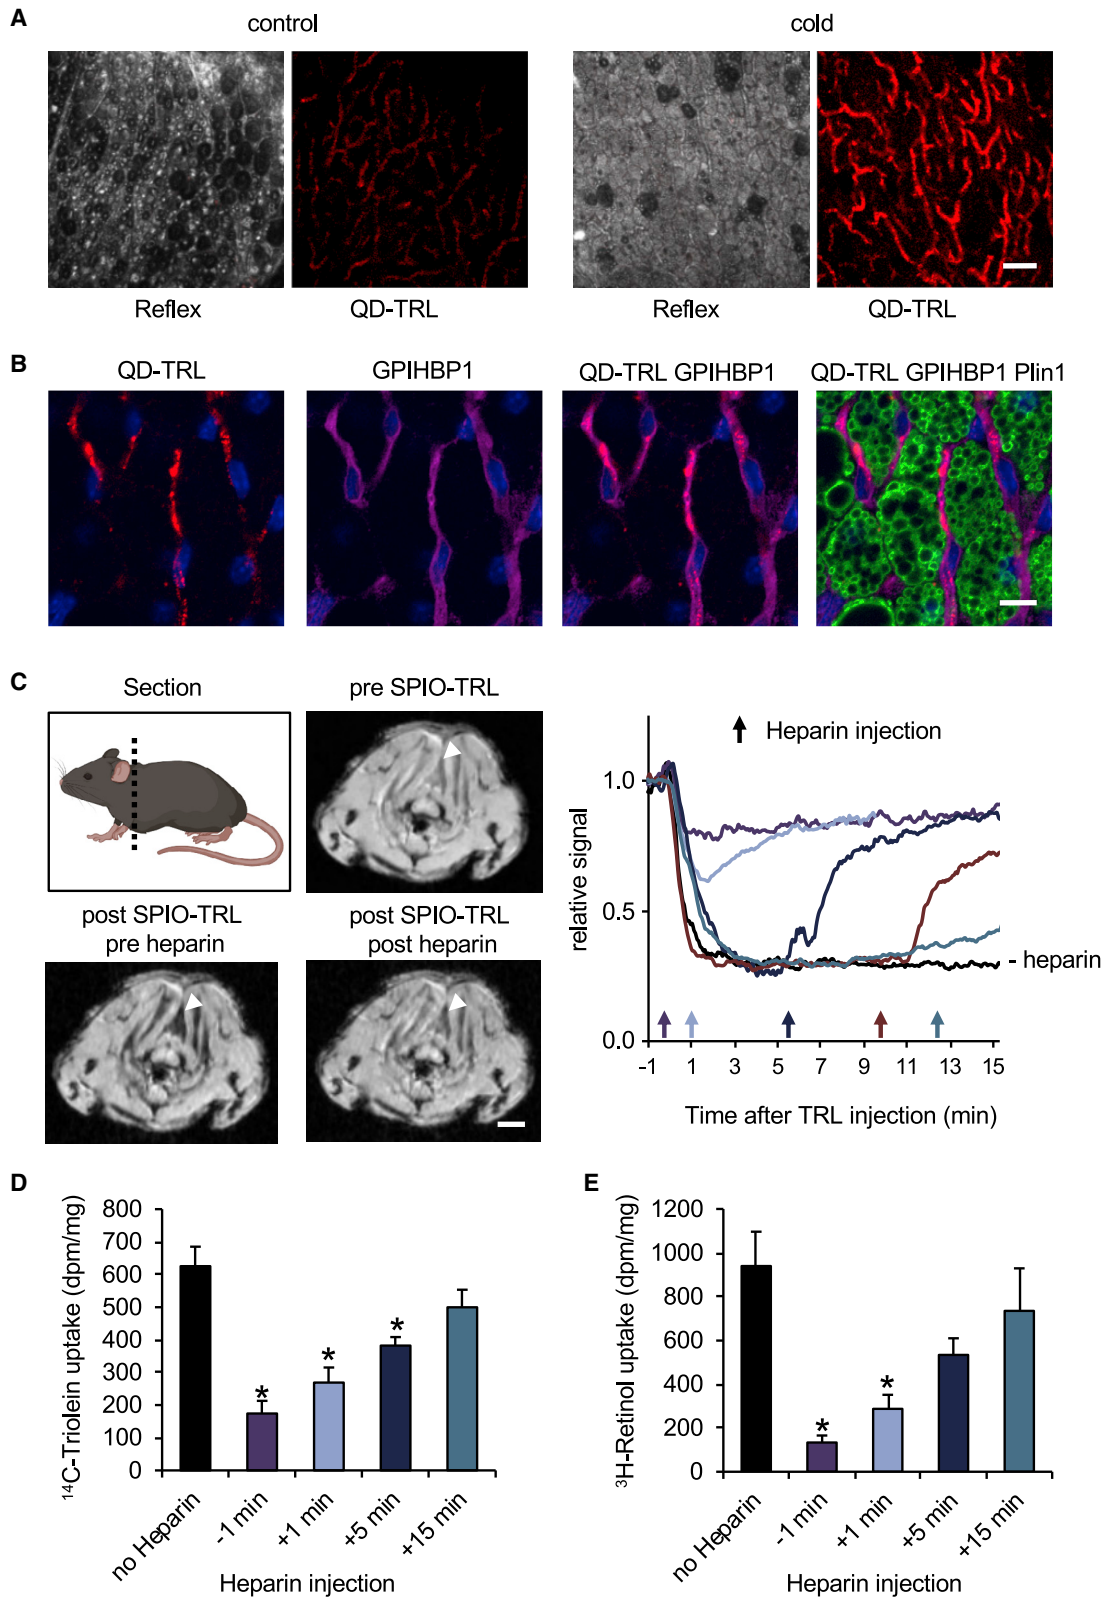 A
control
cold
Reflex
QD-TRL
Reflex
QD-TRL
B
QD-TRL
GPIHBP1
QD-TRL GPIHBP1
QD-TRL GPIHBP1 Plin1
C
Section
pre SPIO-TRL
post SPIO-TRL
pre heparin
post SPIO-TRL
post heparin
Heparin injection
relative signal
1.0
0.5
0.0
- heparin
-1 1 3 5 7 9 11 13 15
Time after TRL injection (min)
D
¹⁴C-Triolein uptake (dpm/mg)
800
700
600
500
400
300
200
100
0
* * *
no Heparin
-1 min
+1 min
+5 min
+15 min
Heparin injection
E
³H-Retinol uptake (dpm/mg)
1200
1000
800
600
400
200
0
* *
no Heparin
-1 min
+1 min
+5 min
+15 min
Heparin injection